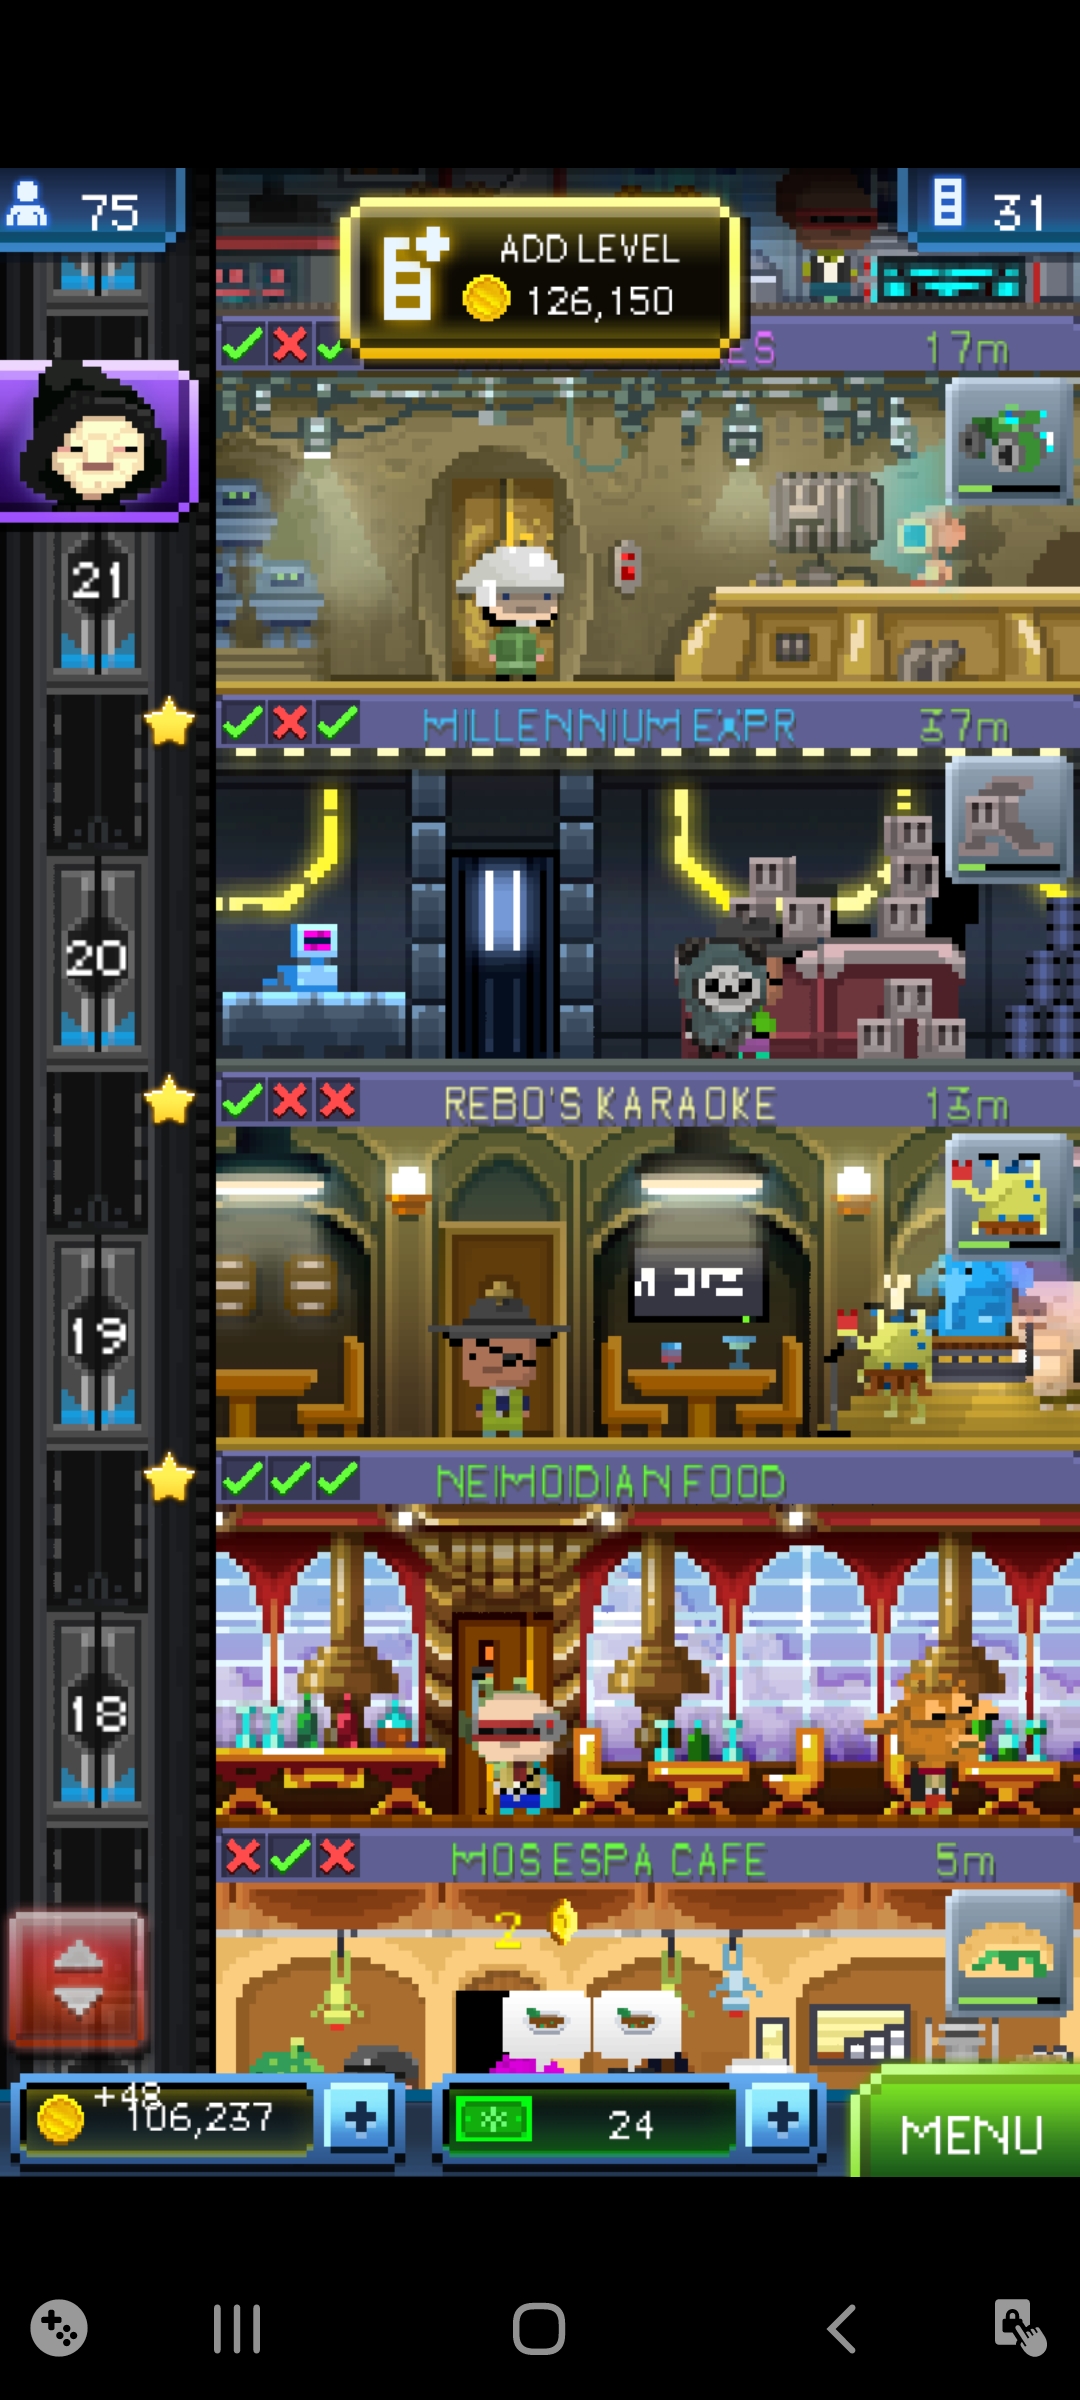 75
ADD LEVEL
126,150
31
ES 17m
21
MILLENNIUM EXPR 37m
20
REBO'S KARAOKE 13m
19
NEIMOIDIAN FOOD
18
MOS ESPA CAFE 5m
2
+48
106,237
24
MENU